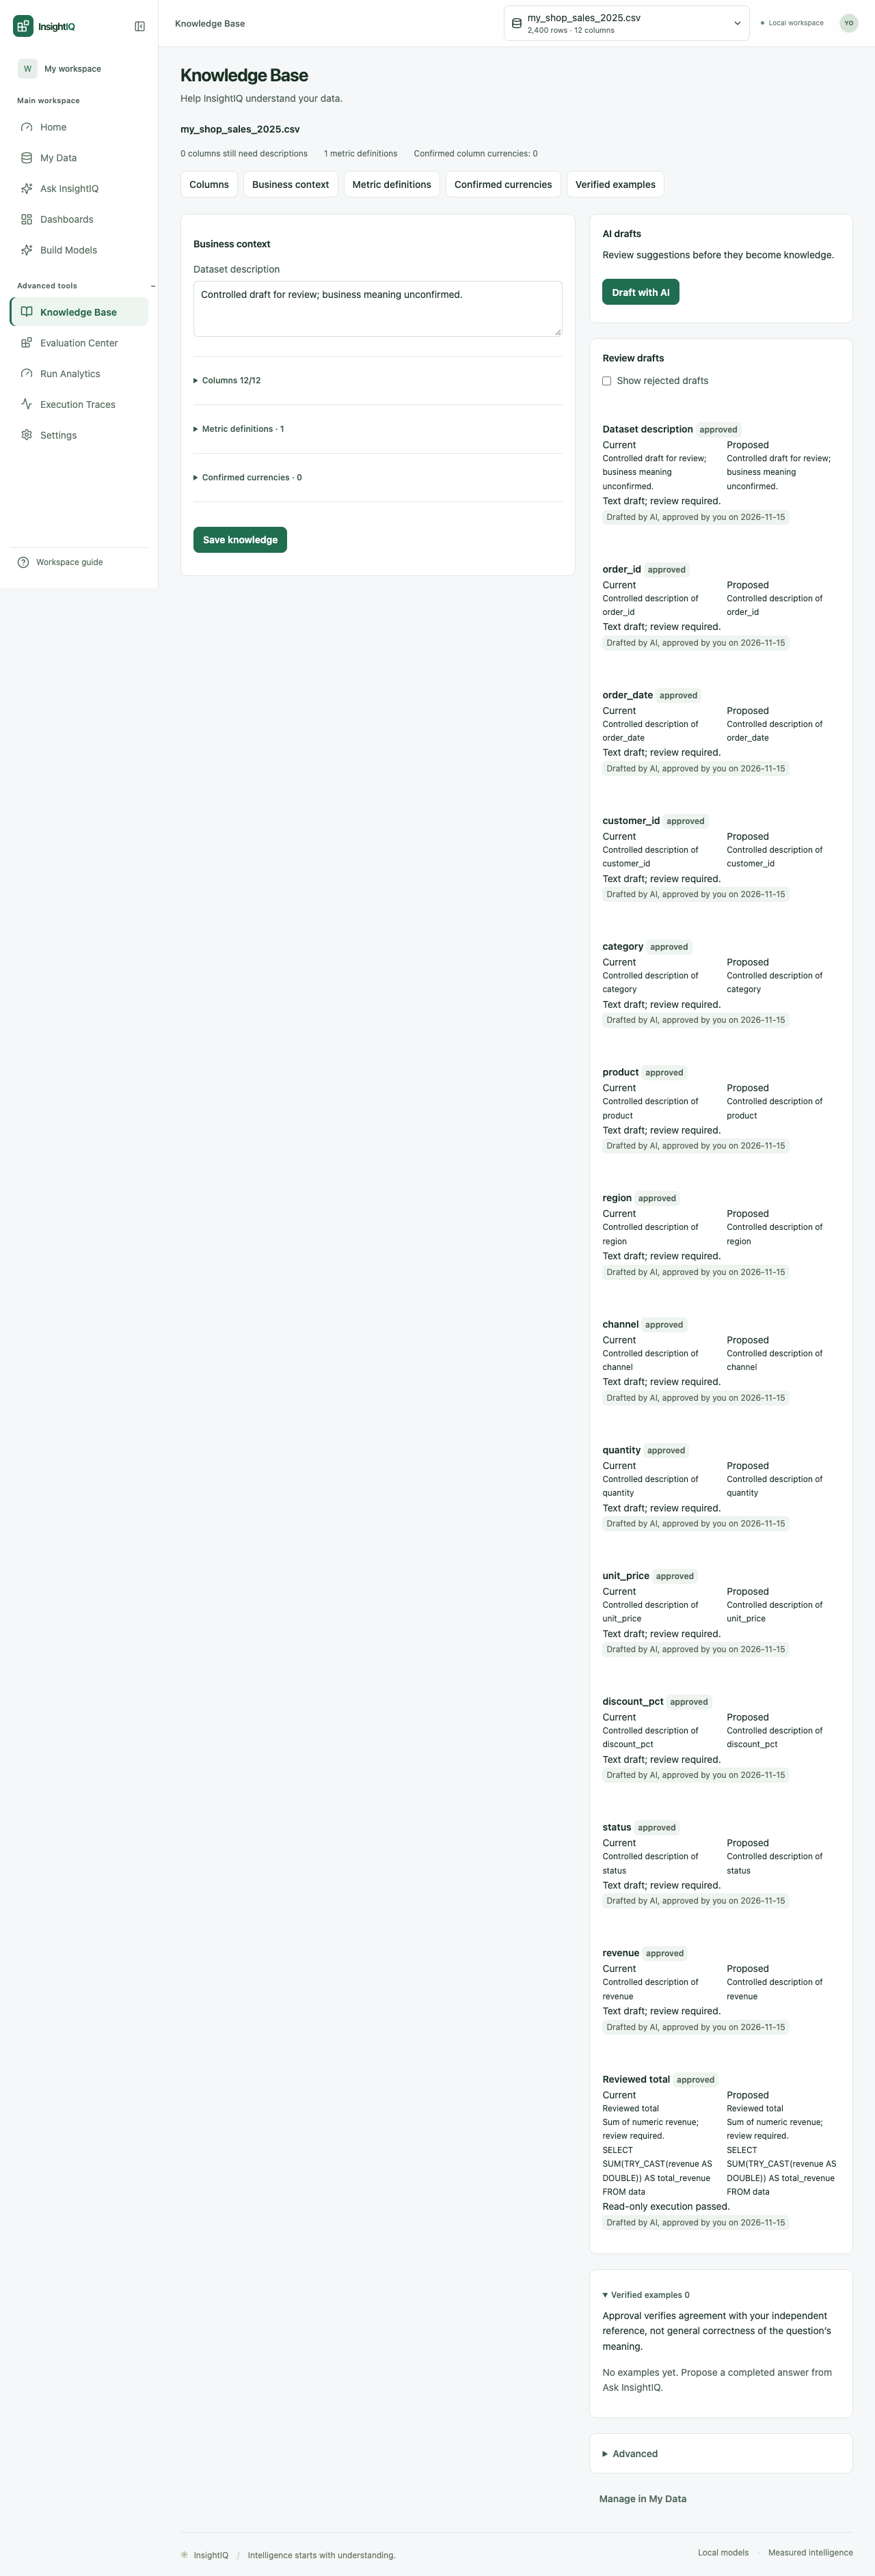 InsightIQ
W My workspace
Main workspace
Home
My Data
Ask InsightIQ
Dashboards
Build Models
Advanced tools –
Knowledge Base
Evaluation Center
Run Analytics
Execution Traces
Settings
Workspace guide
Knowledge Base
my_shop_sales_2025.csv
2,400 rows · 12 columns
Local workspace
YO
Knowledge Base
Help InsightIQ understand your data.
my_shop_sales_2025.csv
0 columns still need descriptions 1 metric definitions Confirmed column currencies: 0
Columns Business context Metric definitions Confirmed currencies Verified examples
Business context
Dataset description
Controlled draft for review; business meaning unconfirmed.
Columns 12/12
Metric definitions · 1
Confirmed currencies · 0
Save knowledge
AI drafts
Review suggestions before they become knowledge.
Draft with AI
Review drafts
Show rejected drafts
Dataset description approved
Current Proposed
Controlled draft for review; Controlled draft for review;
business meaning business meaning
unconfirmed. unconfirmed.
Text draft; review required.
Drafted by AI, approved by you on 2026-11-15
order_id approved
Current Proposed
Controlled description of Controlled description of
order_id order_id
Text draft; review required.
Drafted by AI, approved by you on 2026-11-15
order_date approved
Current Proposed
Controlled description of Controlled description of
order_date order_date
Text draft; review required.
Drafted by AI, approved by you on 2026-11-15
customer_id approved
Current Proposed
Controlled description of Controlled description of
customer_id customer_id
Text draft; review required.
Drafted by AI, approved by you on 2026-11-15
category approved
Current Proposed
Controlled description of Controlled description of
category category
Text draft; review required.
Drafted by AI, approved by you on 2026-11-15
product approved
Current Proposed
Controlled description of Controlled description of
product product
Text draft; review required.
Drafted by AI, approved by you on 2026-11-15
region approved
Current Proposed
Controlled description of Controlled description of
region region
Text draft; review required.
Drafted by AI, approved by you on 2026-11-15
channel approved
Current Proposed
Controlled description of Controlled description of
channel channel
Text draft; review required.
Drafted by AI, approved by you on 2026-11-15
quantity approved
Current Proposed
Controlled description of Controlled description of
quantity quantity
Text draft; review required.
Drafted by AI, approved by you on 2026-11-15
unit_price approved
Current Proposed
Controlled description of Controlled description of
unit_price unit_price
Text draft; review required.
Drafted by AI, approved by you on 2026-11-15
discount_pct approved
Current Proposed
Controlled description of Controlled description of
discount_pct discount_pct
Text draft; review required.
Drafted by AI, approved by you on 2026-11-15
status approved
Current Proposed
Controlled description of Controlled description of
status status
Text draft; review required.
Drafted by AI, approved by you on 2026-11-15
revenue approved
Current Proposed
Controlled description of Controlled description of
revenue revenue
Text draft; review required.
Drafted by AI, approved by you on 2026-11-15
Reviewed total approved
Current Proposed
Reviewed total Reviewed total
Sum of numeric revenue; Sum of numeric revenue;
review required. review required.
SELECT SELECT
SUM(TRY_CAST(revenue AS SUM(TRY_CAST(revenue AS
DOUBLE)) AS total_revenue DOUBLE)) AS total_revenue
FROM data FROM data
Read-only execution passed.
Drafted by AI, approved by you on 2026-11-15
Verified examples 0
Approval verifies agreement with your independent
reference, not general correctness of the question's
meaning.
No examples yet. Propose a completed answer from
Ask InsightIQ.
Advanced
Manage in My Data
InsightIQ / Intelligence starts with understanding.
Local models · Measured intelligence